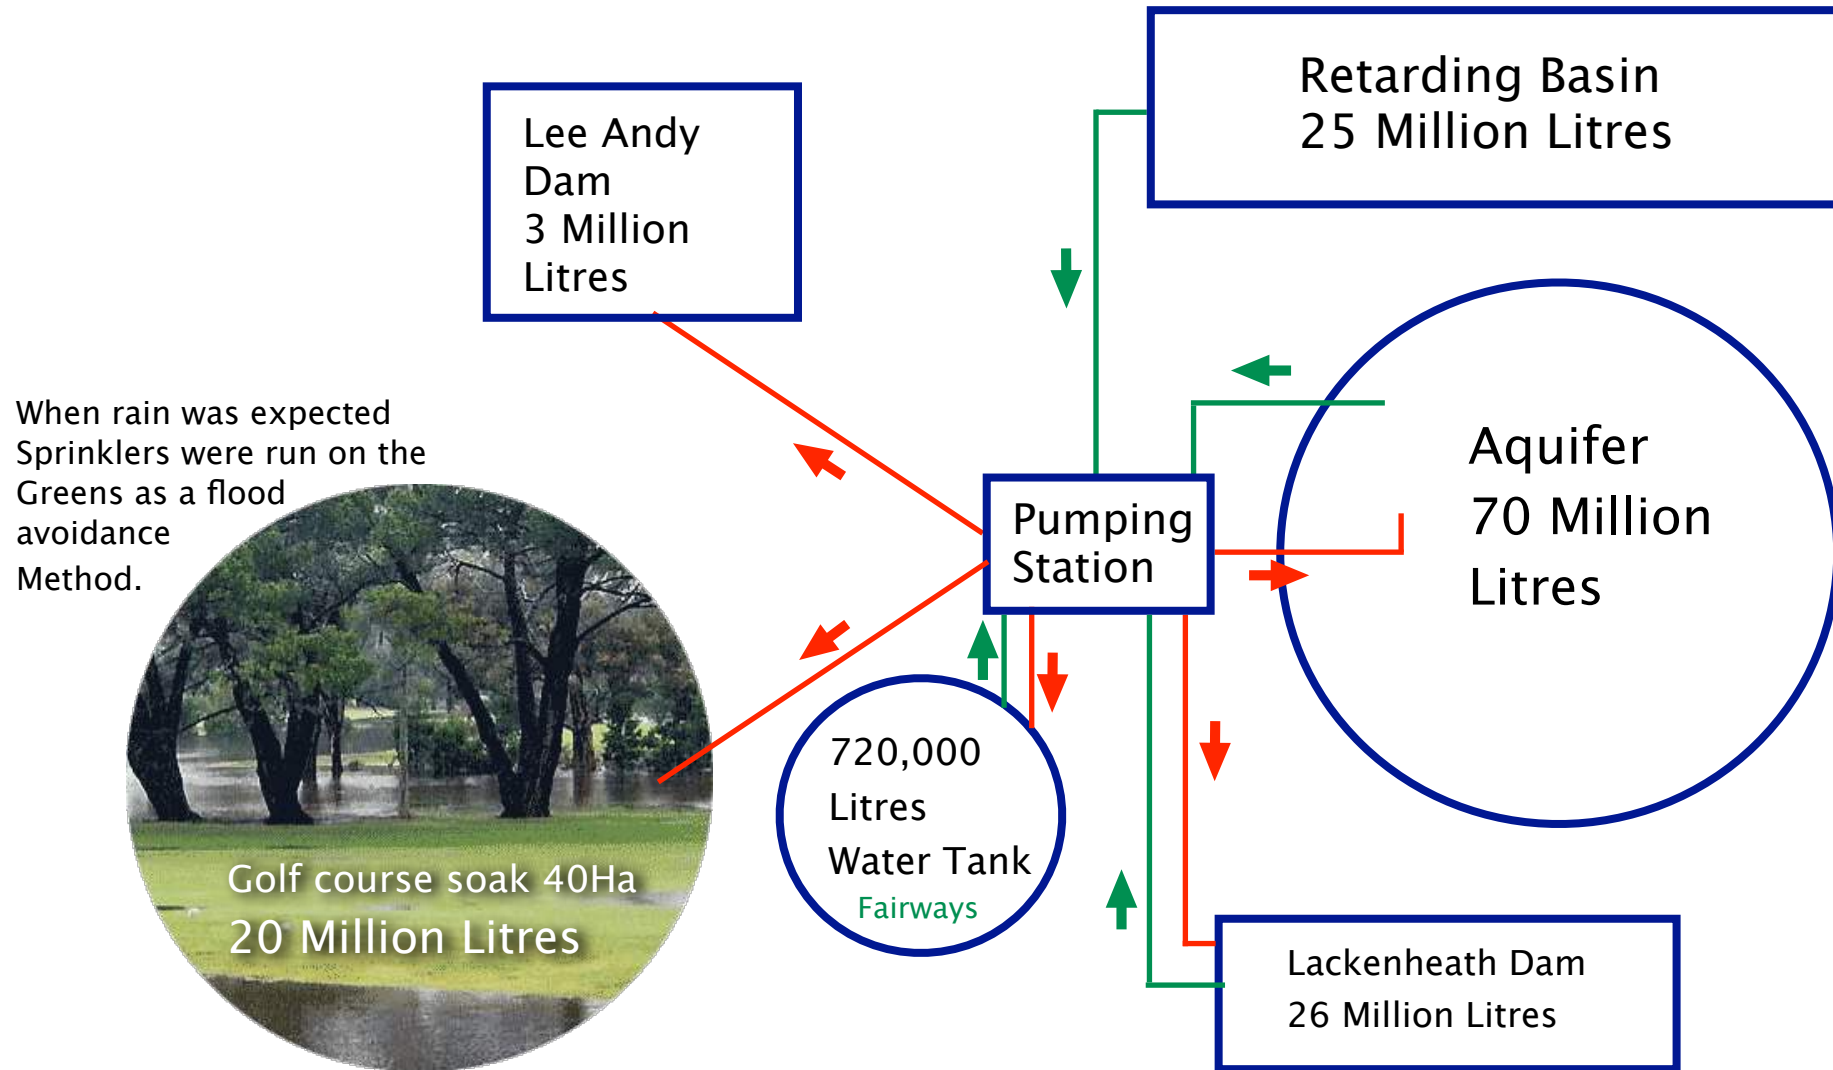 Retarding Basin
25 Million Litres
Lee Andy
Dam
3 Million
Litres
When rain was expected
Sprinklers were run on the
Greens as a flood
avoidance
Method.
Aquifer
70 Million
Litres
Pumping
Station
720,000
Litres
Water Tank
Fairways
Golf course soak 40Ha
20 Million Litres
Lackenheath Dam
26 Million Litres